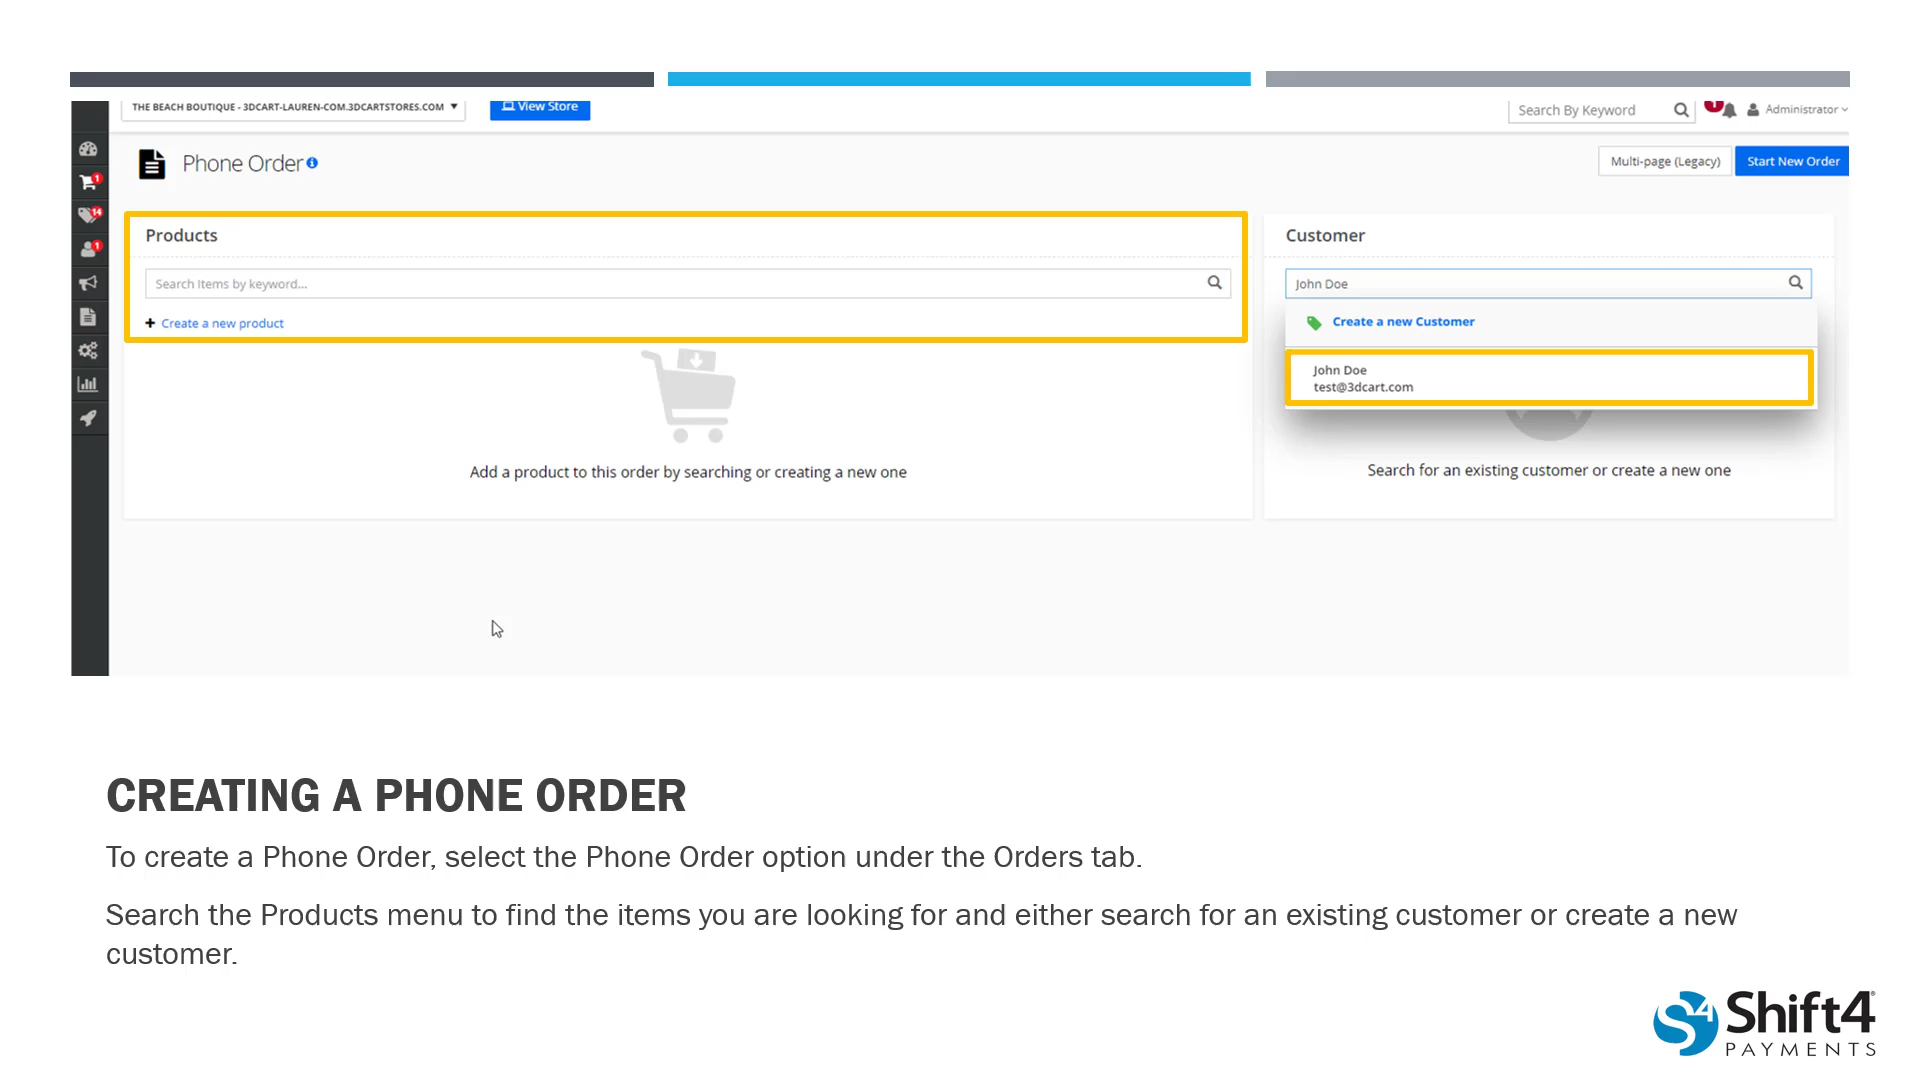 THE BEACH BOUTIQUE - 3DCART-LAUREN-COM.3DCARTSTORES.COM
View Store
Search By Keyword
1
Administrator
Phone Order
Multi-page (Legacy)
Start New Order
1
14
1
Products
Search Items by keyword...
Create a new product
Add a product to this order by searching or creating a new one
Customer
John Doe
Create a new Customer
John Doe
test@3dcart.com
Search for an existing customer or create a new one
CREATING A PHONE ORDER
To create a Phone Order, select the Phone Order option under the Orders tab.
Search the Products menu to find the items you are looking for and either search for an existing customer or create a new
customer.
S4 Shift4
PAYMENTS